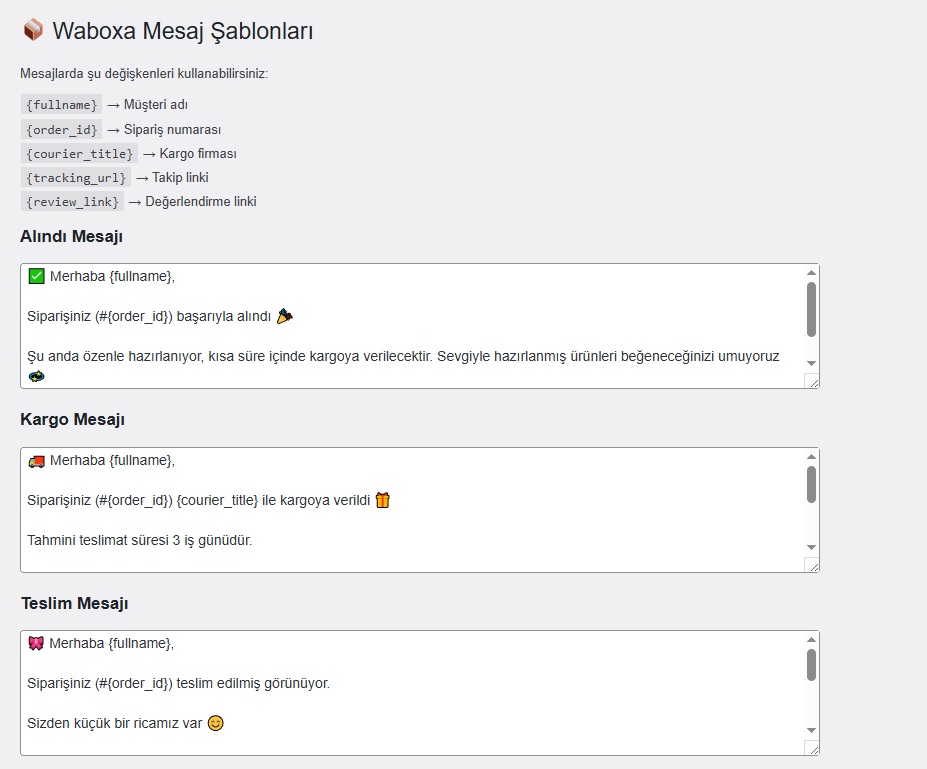 📦 Waboxa Mesaj Şablonları
Mesajlarda şu değişkenleri kullanabilirsiniz:
{fullname} → Müşteri adı
{order_id} → Sipariş numarası
{courier_title} → Kargo firması
{tracking_url} → Takip linki
{review_link} → Değerlendirme linki
Alındı Mesajı
✅ Merhaba {fullname},
Siparişiniz (#{order_id}) başarıyla alındı 🎉
Şu anda özenle hazırlanıyor, kısa süre içinde kargoya verilecektir. Sevgiyle hazırlanmış ürünleri beğeneceğinizi umuyoruz
💫
Kargo Mesajı
🚚 Merhaba {fullname},
Siparişiniz (#{order_id}) {courier_title} ile kargoya verildi 🎁
Tahmini teslimat süresi 3 iş günüdür.
Teslim Mesajı
🎀 Merhaba {fullname},
Siparişiniz (#{order_id}) teslim edilmiş görünüyor.
Sizden küçük bir ricamız var 😊